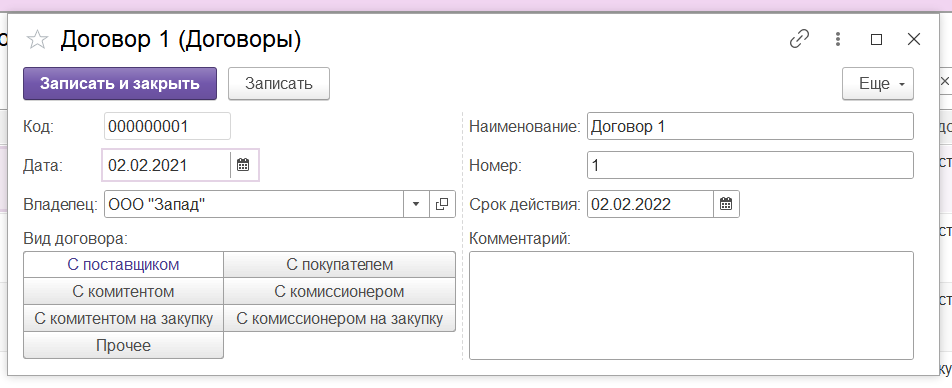 Договор 1 (Договоры)
Записать и закрыть
Записать
Еще
Код: 000000001
Наименование: Договор 1
Дата: 02.02.2021
Номер: 1
Владелец: ООО "Запад"
Срок действия: 02.02.2022
Вид договора:
Комментарий:
С поставщиком
С покупателем
С комитентом
С комиссионером
С комитентом на закупку
С комиссионером на закупку
Прочее